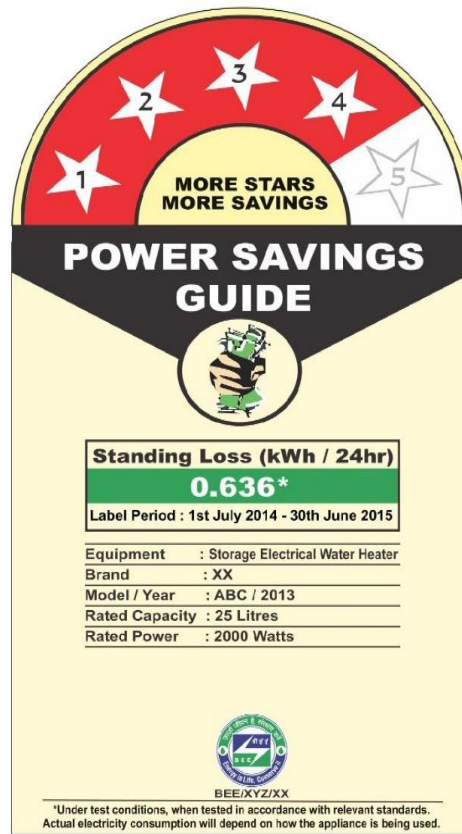 1
2
3
4
5
MORE STARS
MORE SAVINGS
POWER SAVINGS
GUIDE
Standing Loss (kWh / 24hr)
0.636*
Label Period : 1st July 2014 - 30th June 2015
Equipment : Storage Electrical Water Heater
Brand : XX
Model / Year : ABC / 2013
Rated Capacity : 25 Litres
Rated Power : 2000 Watts
BEE
BEE/XYZ/XX
*Under test conditions, when tested in accordance with relevant standards.
Actual electricity consumption will depend on how the appliance is being used.